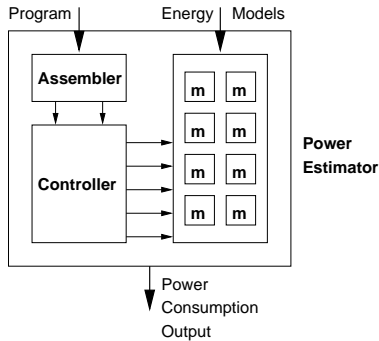 Program
Energy Models
Assembler
Controller
m m
m m
m m
m m
Power
Estimator
Power
Consumption
Output